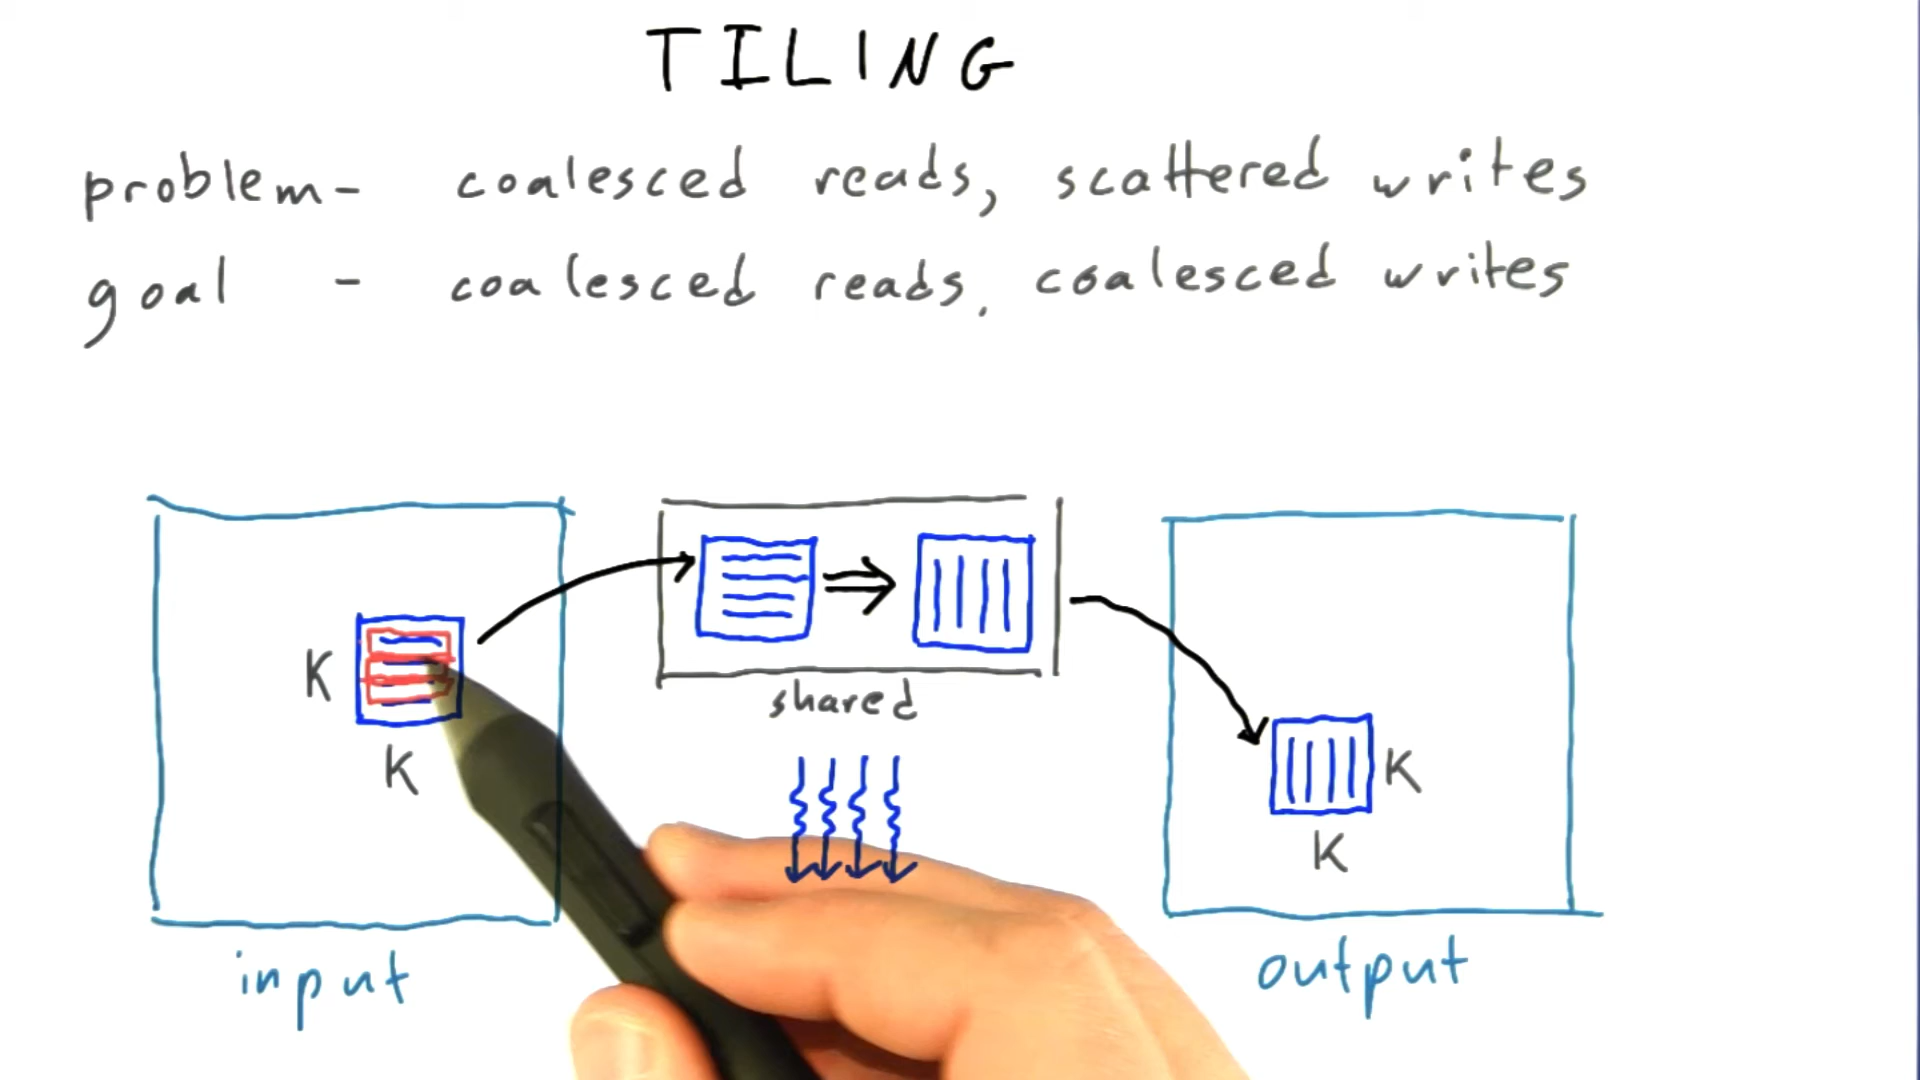 TILING
problem- coalesced reads, scattered writes
goal - coalesced reads, coalesced writes
K
K
shared
K
K
input
output